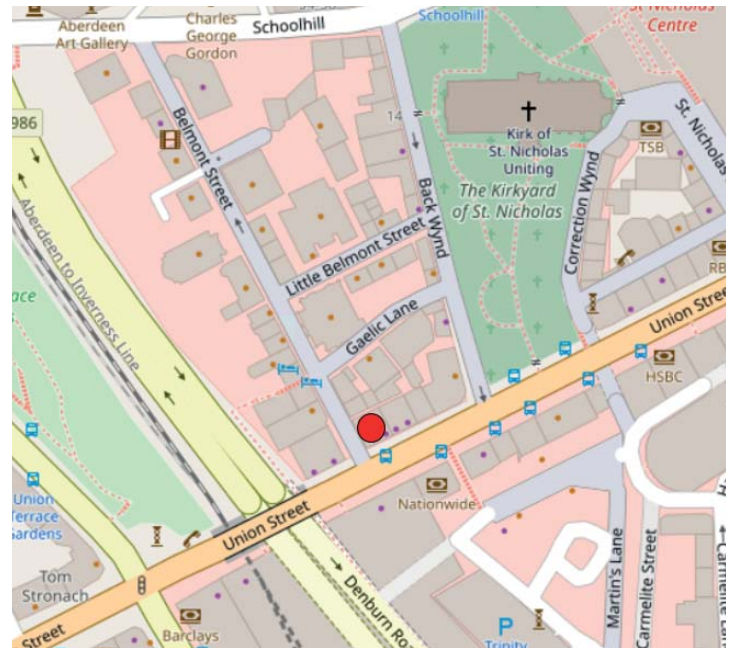 Aberdeen
Art Gallery
Charles
George
Gordon
Schoolhill
Schoolhill
St Nicholas
Centre
986
Belmont Street
14
Kirk of
St. Nicholas
Uniting
TSB
St. Nicholas
The Kirkyard
of St. Nicholas
Back Wynd
Correction Wynd
Aberdeen to Inverness Line
Little Belmont Street
Gaelic Lane
RB
Union Street
HSBC
Nationwide
Union
Terrace
Gardens
Union Street
Tom
Stronach
Denburn Ro
Martin's Lane
Carmelite Street
Carmelite La
Street
Barclays
P
Trinity